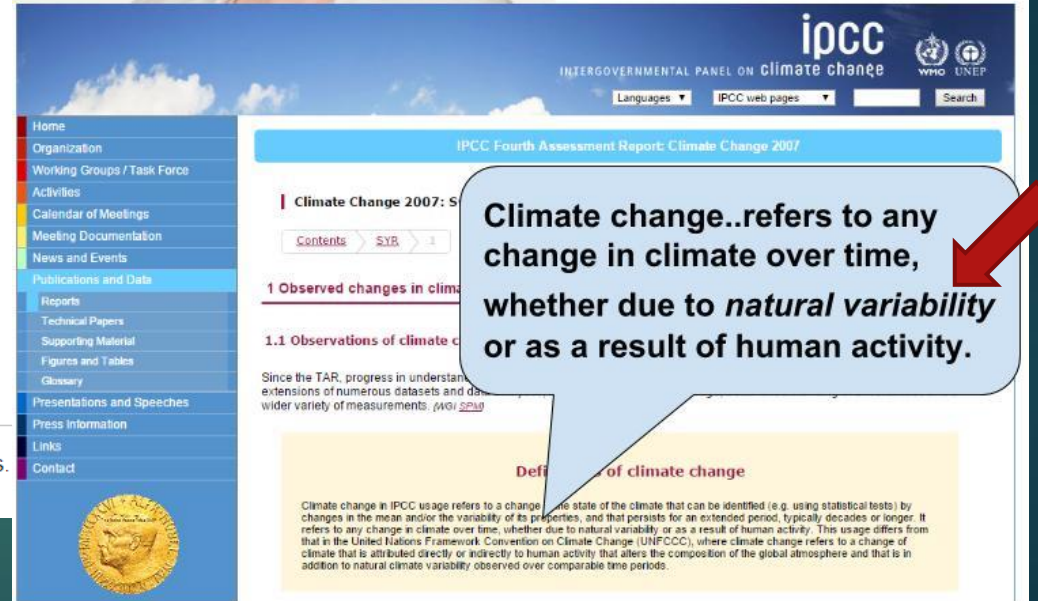 ipcc
INTERGOVERNMENTAL PANEL ON climate change
WMO UNEP
Languages IPCC web pages Search
Home
Organization
Working Groups / Task Force
Activities
Calendar of Meetings
Meeting Documentation
News and Events
Publications and Data
Reports
Technical Papers
Supporting Material
Figures and Tables
Glossary
Presentations and Speeches
Press Information
Links
Contact
s.
IPCC Fourth Assessment Report: Climate Change 2007
Climate Change 2007: S
Contents SYR 1
1 Observed changes in clima
1.1 Observations of climate c
Since the TAR, progress in understan
extensions of numerous datasets and da
wider variety of measurements. {WGI SPM}
Climate change..refers to any
change in climate over time,
whether due to natural variability
or as a result of human activity.
of climate change
Climate change in IPCC usage refers to a change state of the climate that can be identified (e.g. using statistical tests) by
changes in the mean and/or the variability of its properties, and that persists for an extended period, typically decades or longer. It
refers to any change in climate over time, whether due to natural variability or as a result of human activity. This usage differs from
that in the United Nations Framework Convention on Climate Change (UNFCCC), where climate change refers to a change of
climate that is attributed directly or indirectly to human activity that alters the composition of the global atmosphere and that is in
addition to natural climate variability observed over comparable time periods.